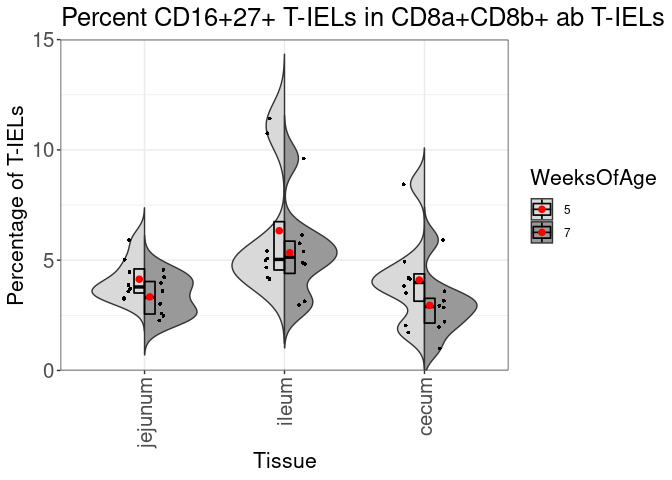 Percent CD16+27+ T-IELs in CD8a+CD8b+ ab T-IELs
Percentage of T-IELs
15
10
5
0
jejunum
ileum
cecum
Tissue
WeeksOfAge
5
7